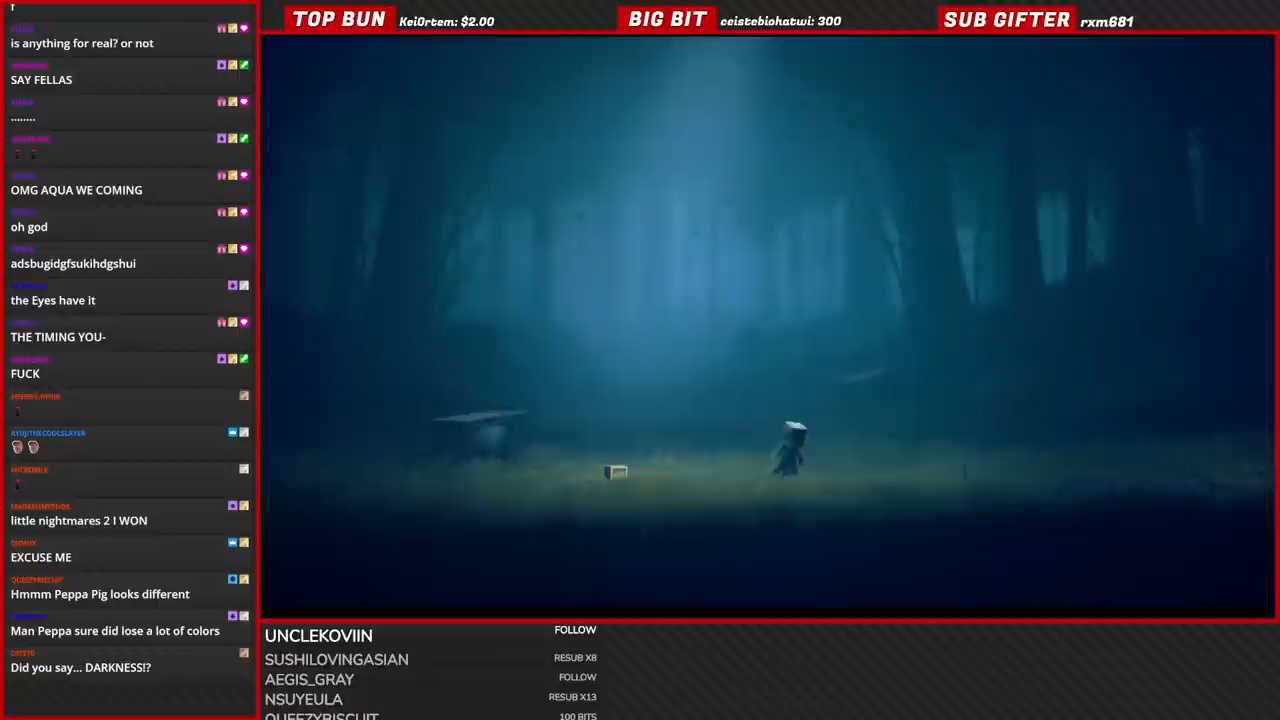 TOP BUN Kei0rtem: $2.00 BIG BIT ceistebiohatwi: 300 SUB GIFTER rxm681
is anything for real? or not
SAY FELLAS
........
OMG AQUA WE COMING
oh god
adsbugidgfsukihdgshui
the Eyes have it
THE TIMING YOU-
FUCK
RYUJITHECOOLSLAYER
MICROBILE
little nightmares 2 I WON
EXCUSE ME
QUEEZYBISCUIT
Hmmm Peppa Pig looks different
Man Peppa sure did lose a lot of colors
Did you say... DARKNESS!?
UNCLEKOVIIN FOLLOW
SUSHILOVINGASIAN RESUB X8
AEGIS_GRAY FOLLOW
NSUYEULA RESUB X13
QUEEZYBISCUIT 100 BITS